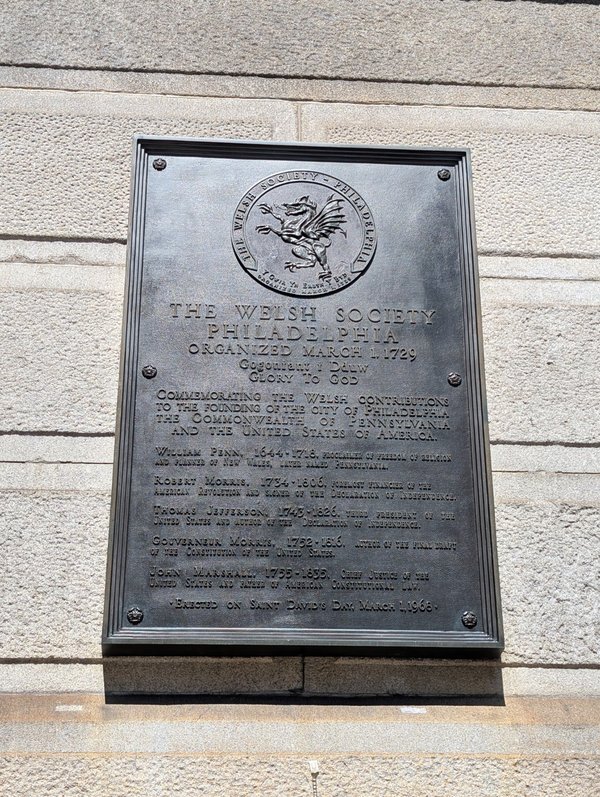 THE WELSH SOCIETY - PHILADELPHIA
ORGANIZED MARCH 1, 1729
THE WELSH SOCIETY
PHILADELPHIA
ORGANIZED MARCH 1, 1729
Gogoniant i Dduw
GLORY TO GOD
COMMEMORATING THE WELSH CONTRIBUTIONS
TO THE FOUNDING OF THE CITY OF PHILADELPHIA
THE COMMONWEALTH OF PENNSYLVANIA
AND THE UNITED STATES OF AMERICA.
WILLIAM PENN, 1644-1718, PROCLAIMER OF FREEDOM OF RELIGION
AND PLANNER OF NEW WALES, LATER NAMED PENNSYLVANIA.
ROBERT MORRIS, 1734-1806, FOREMOST FINANCIER OF THE
AMERICAN REVOLUTION AND SIGNER OF THE DECLARATION OF INDEPENDENCE.
THOMAS JEFFERSON, 1743-1826, THIRD PRESIDENT OF THE
UNITED STATES AND AUTHOR OF THE DECLARATION OF INDEPENDENCE.
GOUVERNEUR MORRIS, 1752-1816, AUTHOR OF THE FINAL DRAFT
OF THE CONSTITUTION OF THE UNITED STATES.
JOHN MARSHALL, 1755-1835, CHIEF JUSTICE OF THE
UNITED STATES AND FATHER OF AMERICAN CONSTITUTIONAL LAW.
·ERECTED ON SAINT DAVID'S DAY, MARCH 1, 1968·